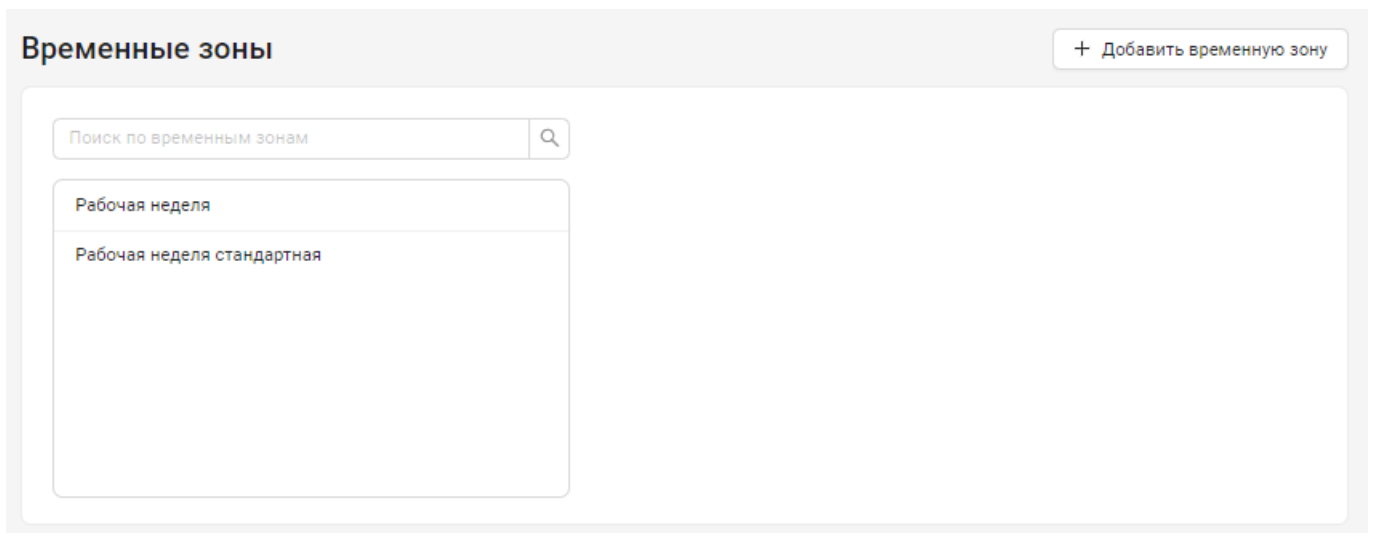 Временные зоны
+ Добавить временную зону
Поиск по временным зонам
Рабочая неделя
Рабочая неделя стандартная